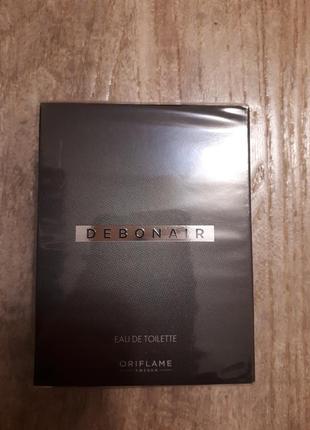 DEBONAIR
EAU DE TOILETTE
ORIFLAME
SWEDEN